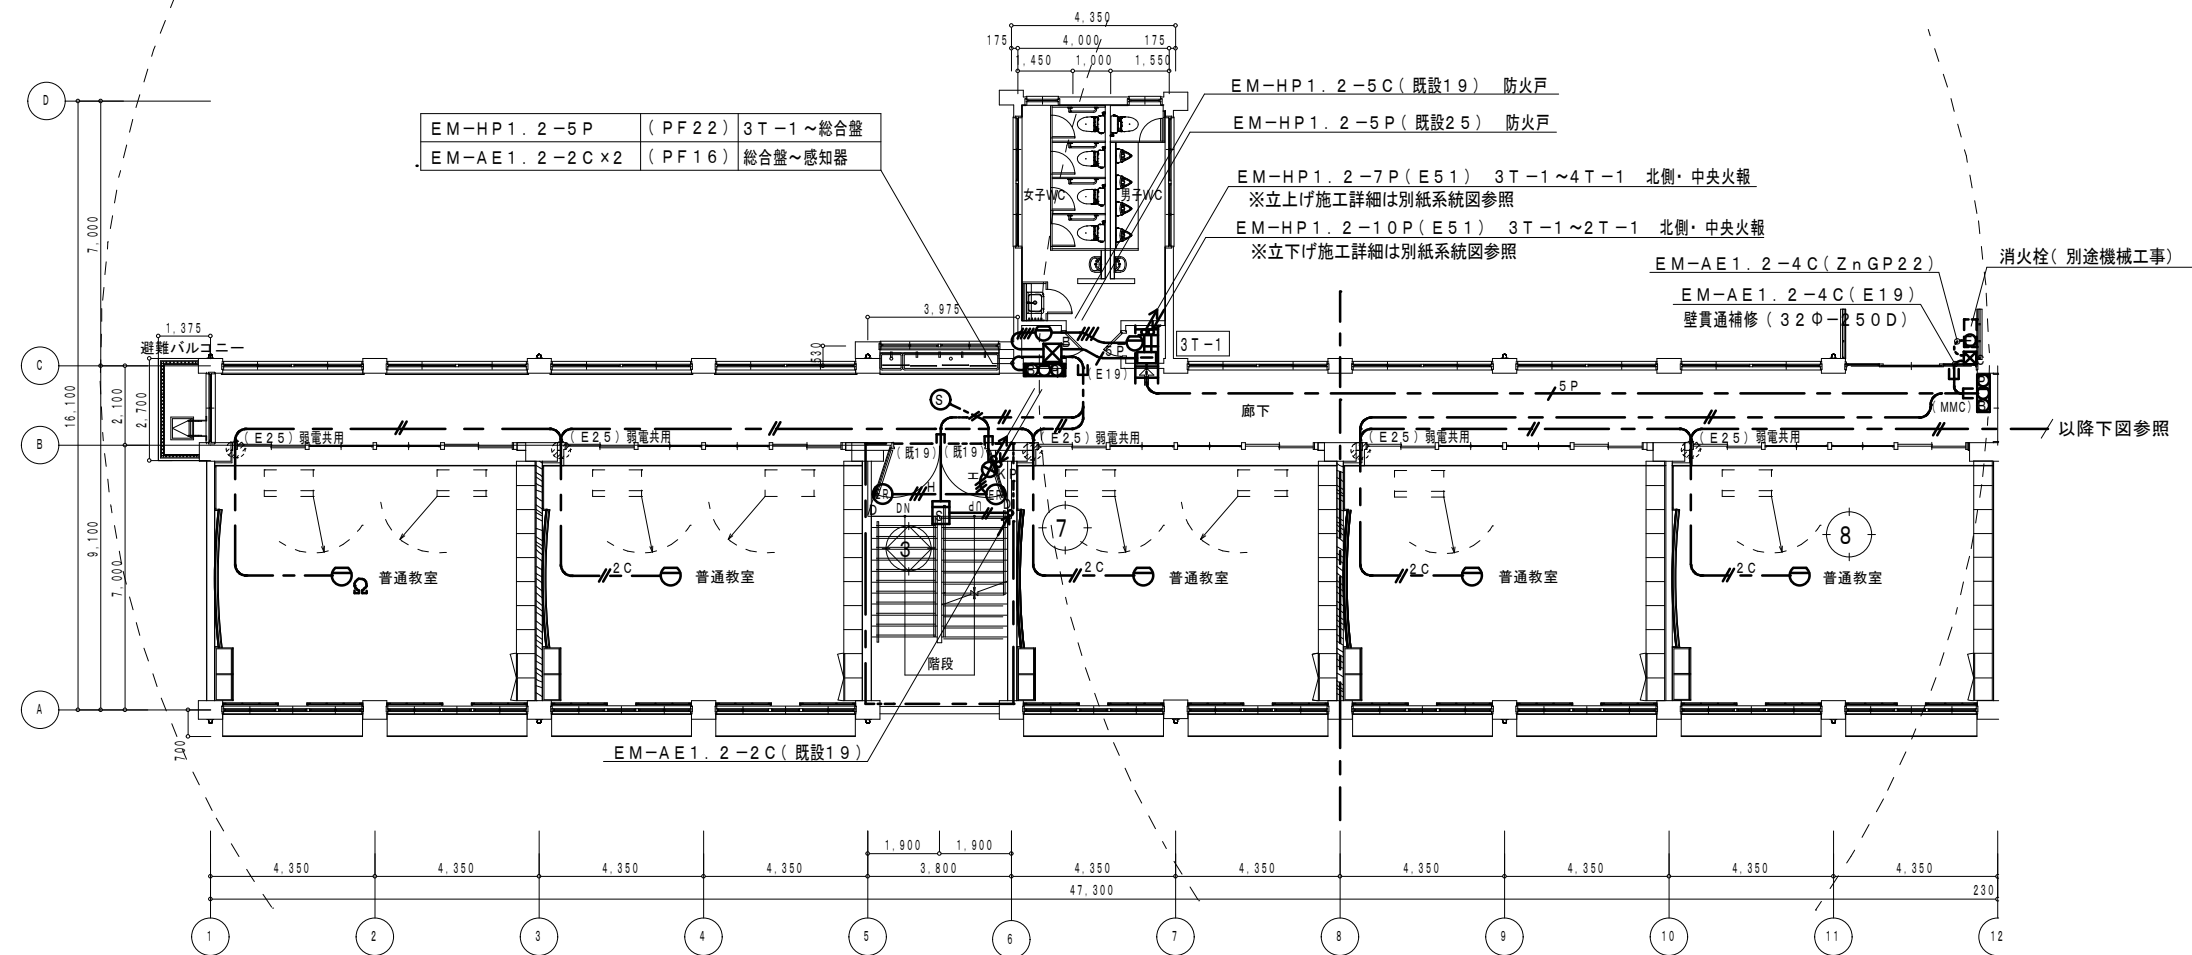 4,350
175 4,000 175
1,450 1,000 1,550
D
EM-HP1.2-5P (PF22) 3T-1~総合盤
EM-AE1.2-2C×2 (PF16) 総合盤~感知器
EM-HP1.2-5C(既設19) 防火戸
EM-HP1.2-5P(既設25) 防火戸
EM-HP1.2-7P(E51) 3T-1~4T-1 北側・中央火報
※立上げ施工詳細は別紙系統図参照
EM-HP1.2-10P(E51) 3T-1~2T-1 北側・中央火報
※立下げ施工詳細は別紙系統図参照
女子WC 男子WC
消火栓(別途機械工事)
EM-AE1.2-4C(ZnGP22)
EM-AE1.2-4C(E19)
壁貫通補修(32Φ-250D)
7,000
3,975
1,375
630
避難バルコニー
3T-1
5P
(E19)
C
16,100
2,100
2,700
S
廊下
5P
(MMC)
B
(E25)弱電共用
(E25)弱電共用
(既19)
(既19)
(E25)弱電共用
(E25)弱電共用
(E25)弱電共用
以降下図参照
ER
H
ER
DN
UP
S
3
7
8
9,100
7,000
Ω 普通教室
2C 普通教室
2C 普通教室
2C 普通教室
2C 普通教室
階段
A
700
EM-AE1.2-2C(既設19)
1,900 1,900
4,350 4,350 4,350 4,350 3,800 4,350 4,350 4,350 4,350 4,350 4,350
47,300 230
1 2 3 4 5 6 7 8 9 10 11 12